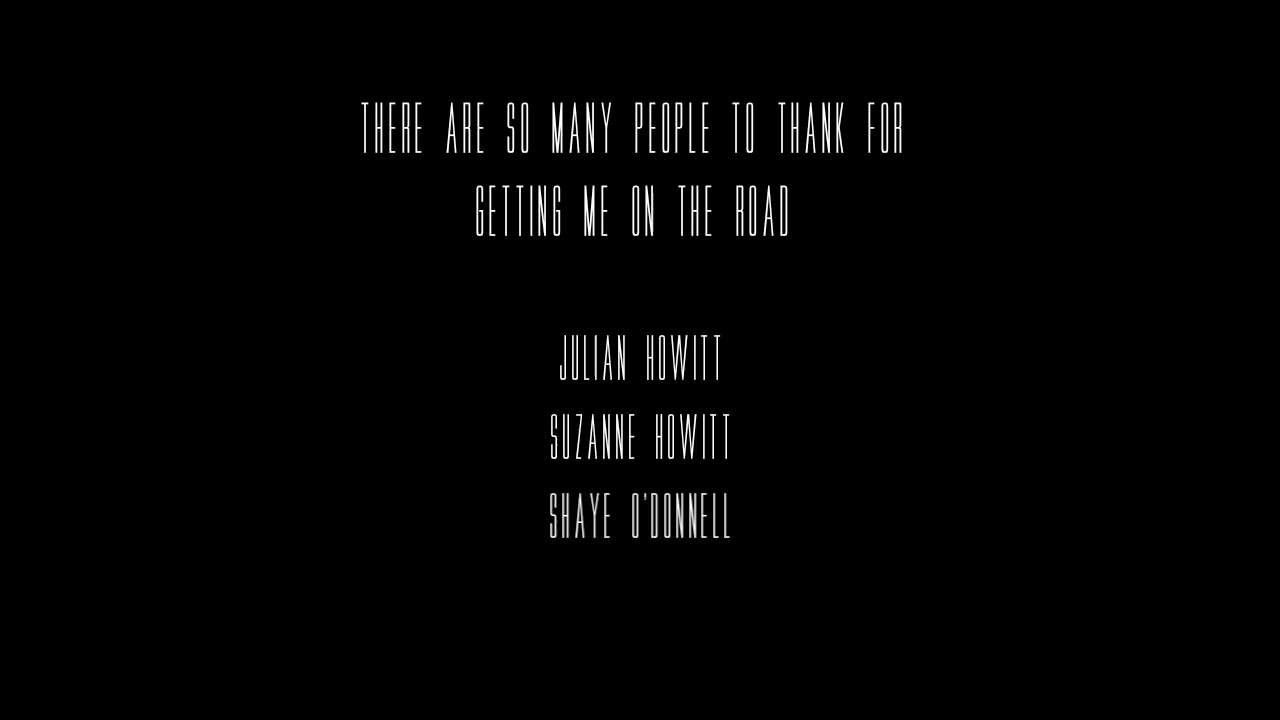 THERE ARE SO MANY PEOPLE TO THANK FOR
GETTING ME ON THE ROAD
JULIAN HOWITT
SUZANNE HOWITT
SHAYE O'DONNELL